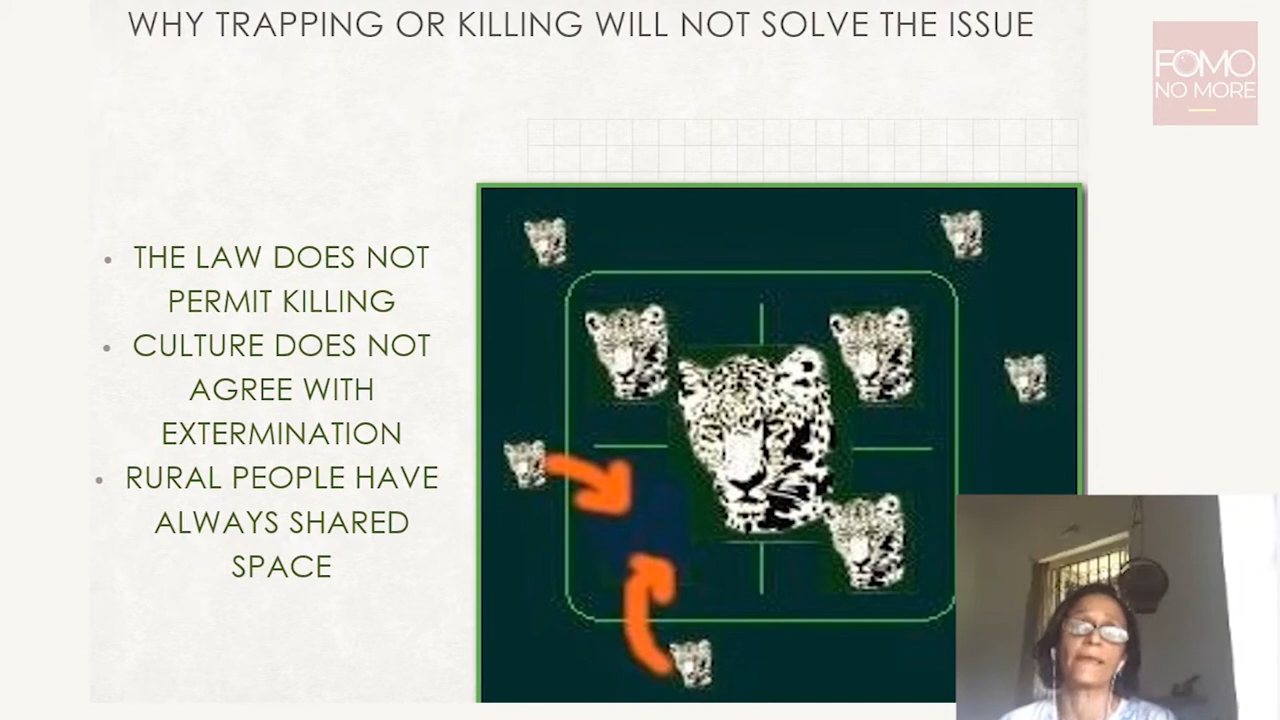 WHY TRAPPING OR KILLING WILL NOT SOLVE THE ISSUE
FOMO
NO MORE
THE LAW DOES NOT
PERMIT KILLING
CULTURE DOES NOT
AGREE WITH
EXTERMINATION
RURAL PEOPLE HAVE
ALWAYS SHARED
SPACE